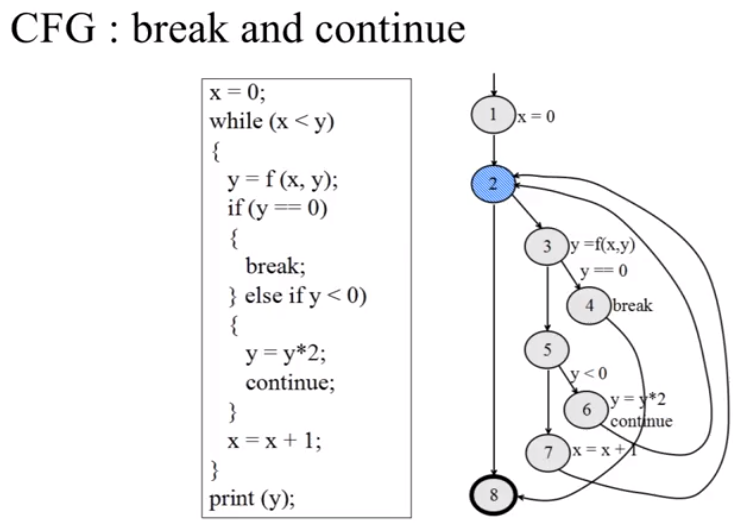 CFG : break and continue
x = 0;
while (x < y)
{
y = f (x, y);
if (y == 0)
{
break;
} else if y < 0)
{
y = y*2;
continue;
}
x = x + 1;
}
print (y);
1
x = 0
2
3
y =f(x,y)
y == 0
4
break
5
y < 0
6
y = y*2
continue
7
x = x + 1
8